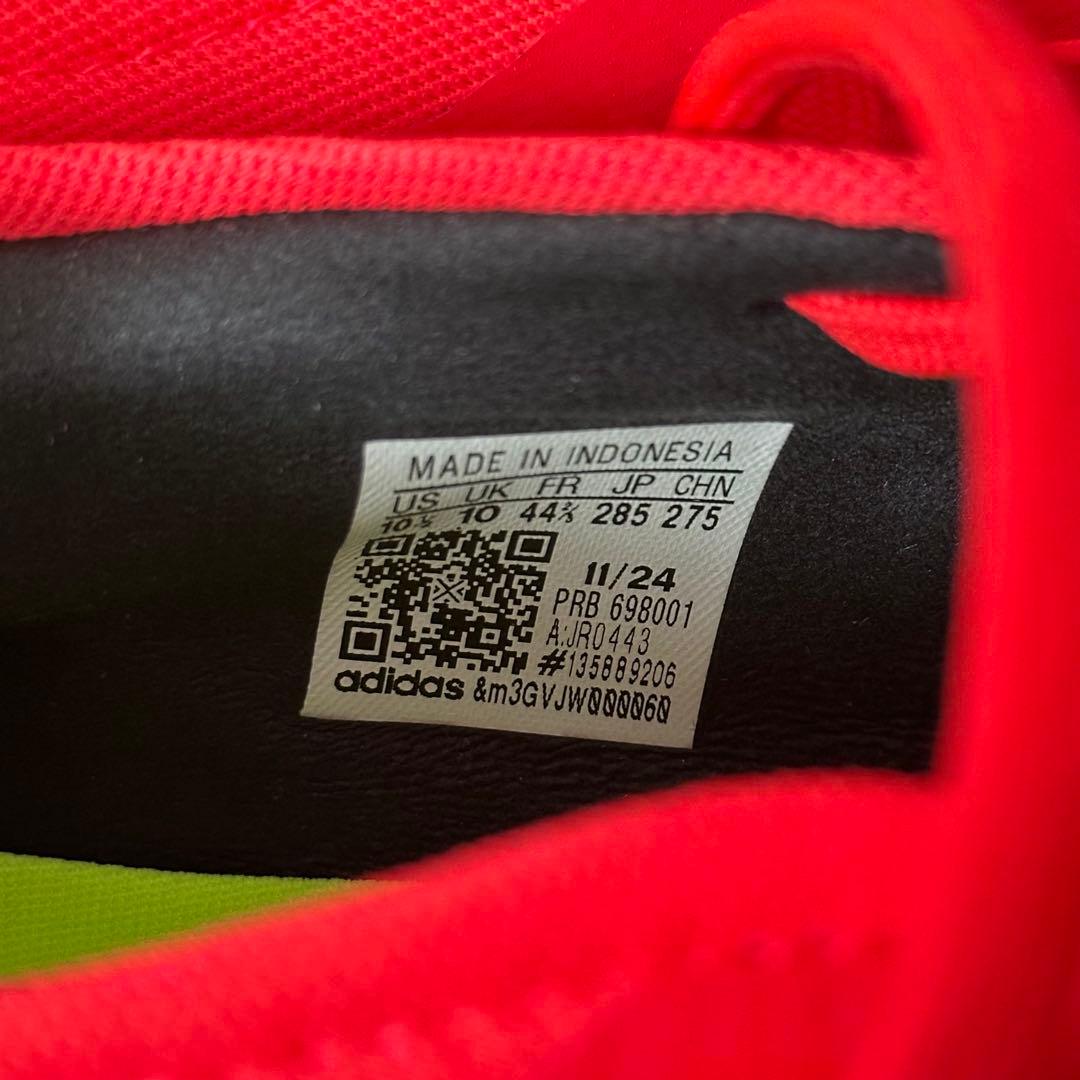 MADE IN INDONESIA
US UK FR JP CHN
10½ 10 44⅔ 285 275
11/24
PRB 698001
A:JR0443
#135889206
adidas &m3GVJW0000060